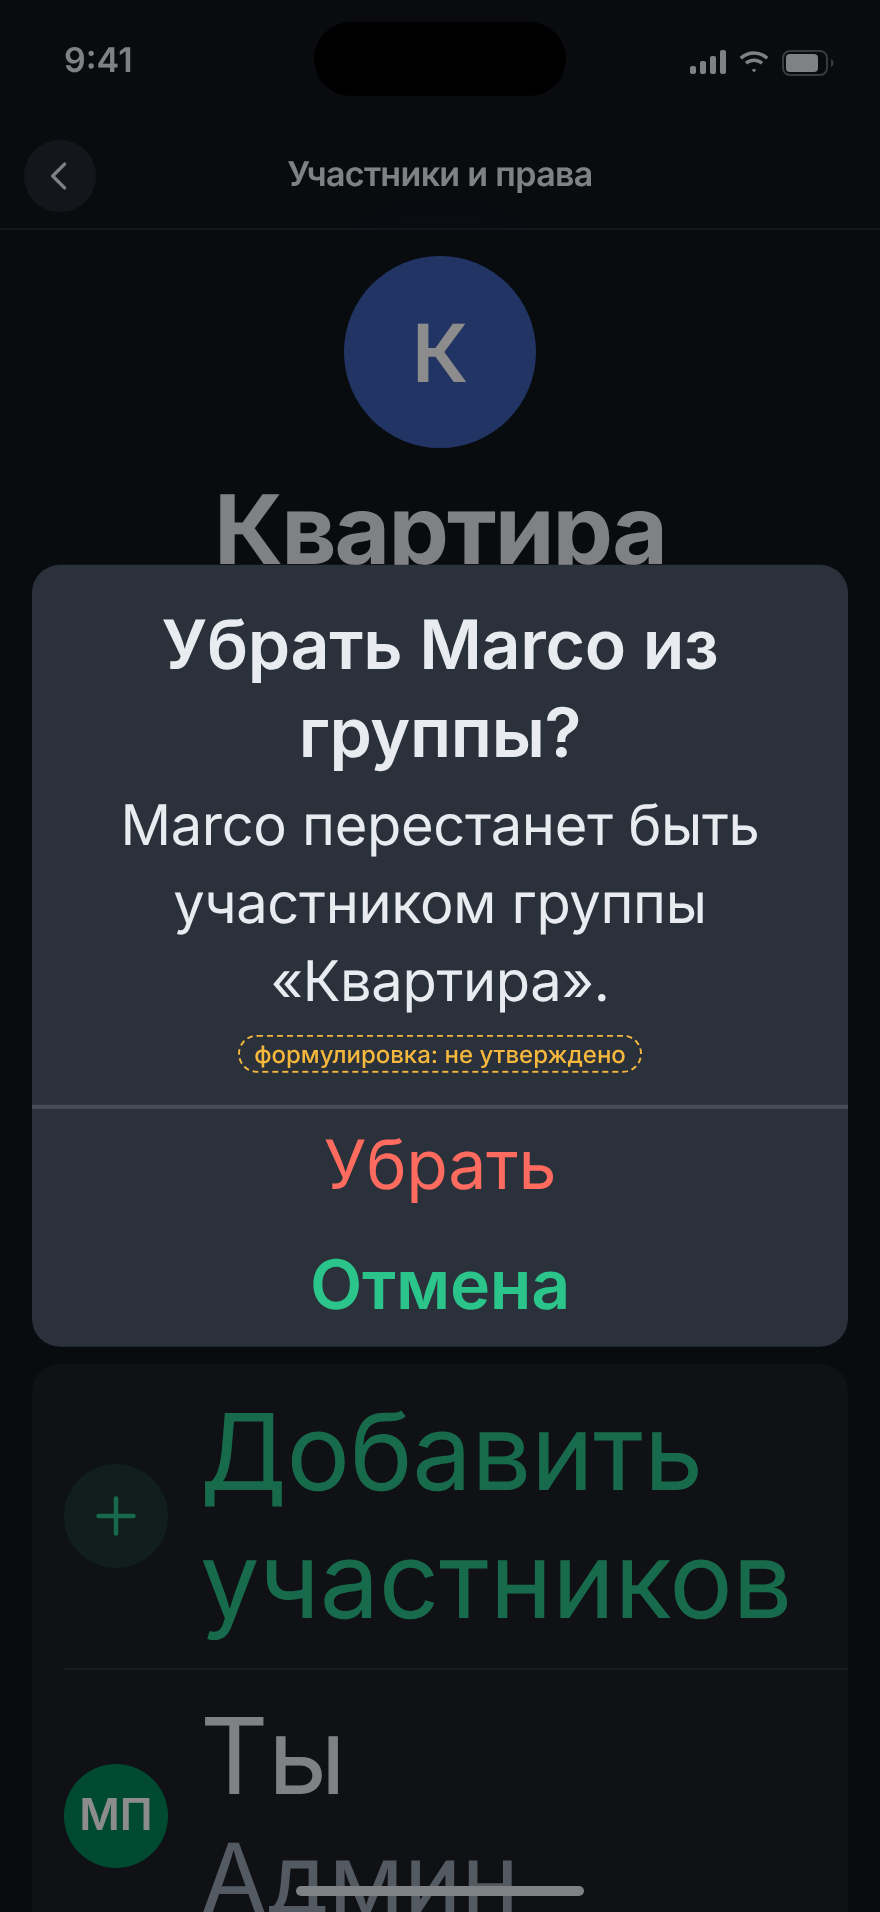 9:41
Участники и права
К
Квартира
Убрать Marco из
группы?
Marco перестанет быть
участником группы
«Квартира».
формулировка: не утверждено
Убрать
Отмена
Добавить
участников
Ты
МП
Админ